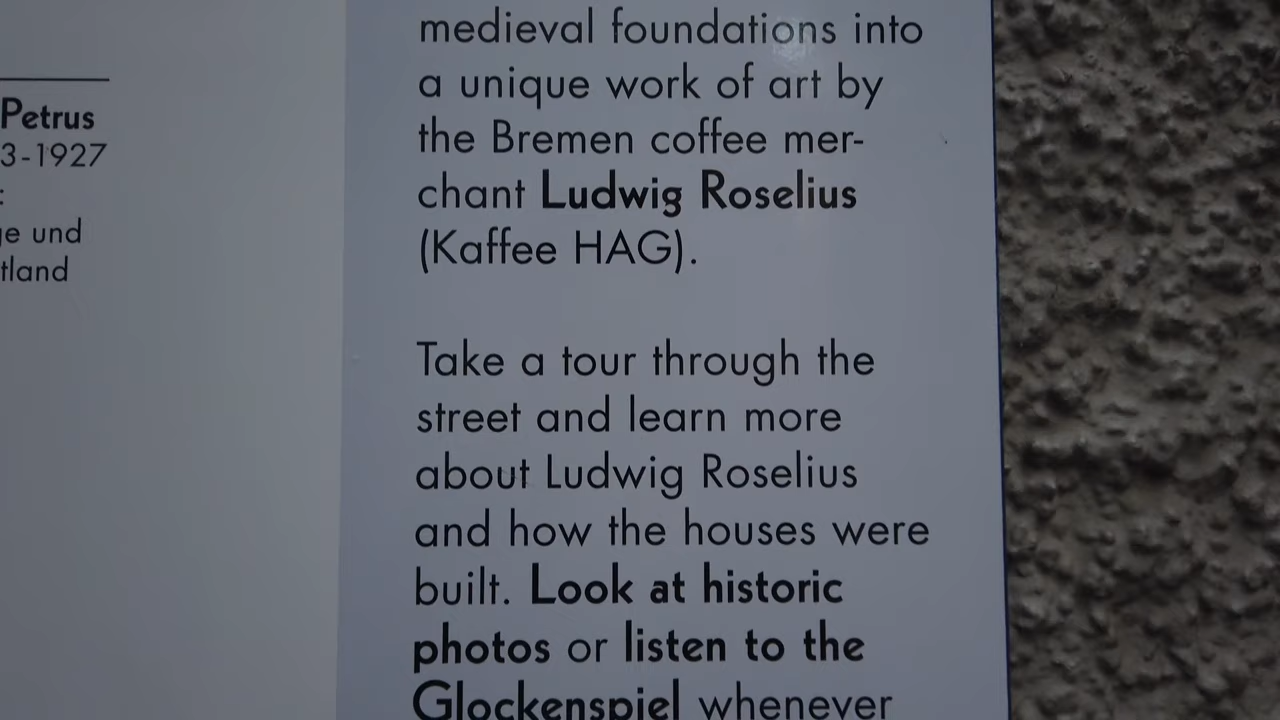 Petrus
3-1927
:
und
tland
medieval foundations into
a unique work of art by
the Bremen coffee mer-
chant Ludwig Roselius
(Kaffee HAG).
Take a tour through the
street and learn more
about Ludwig Roselius
and how the houses were
built. Look at historic
photos or listen to the
Glockenspiel whenever